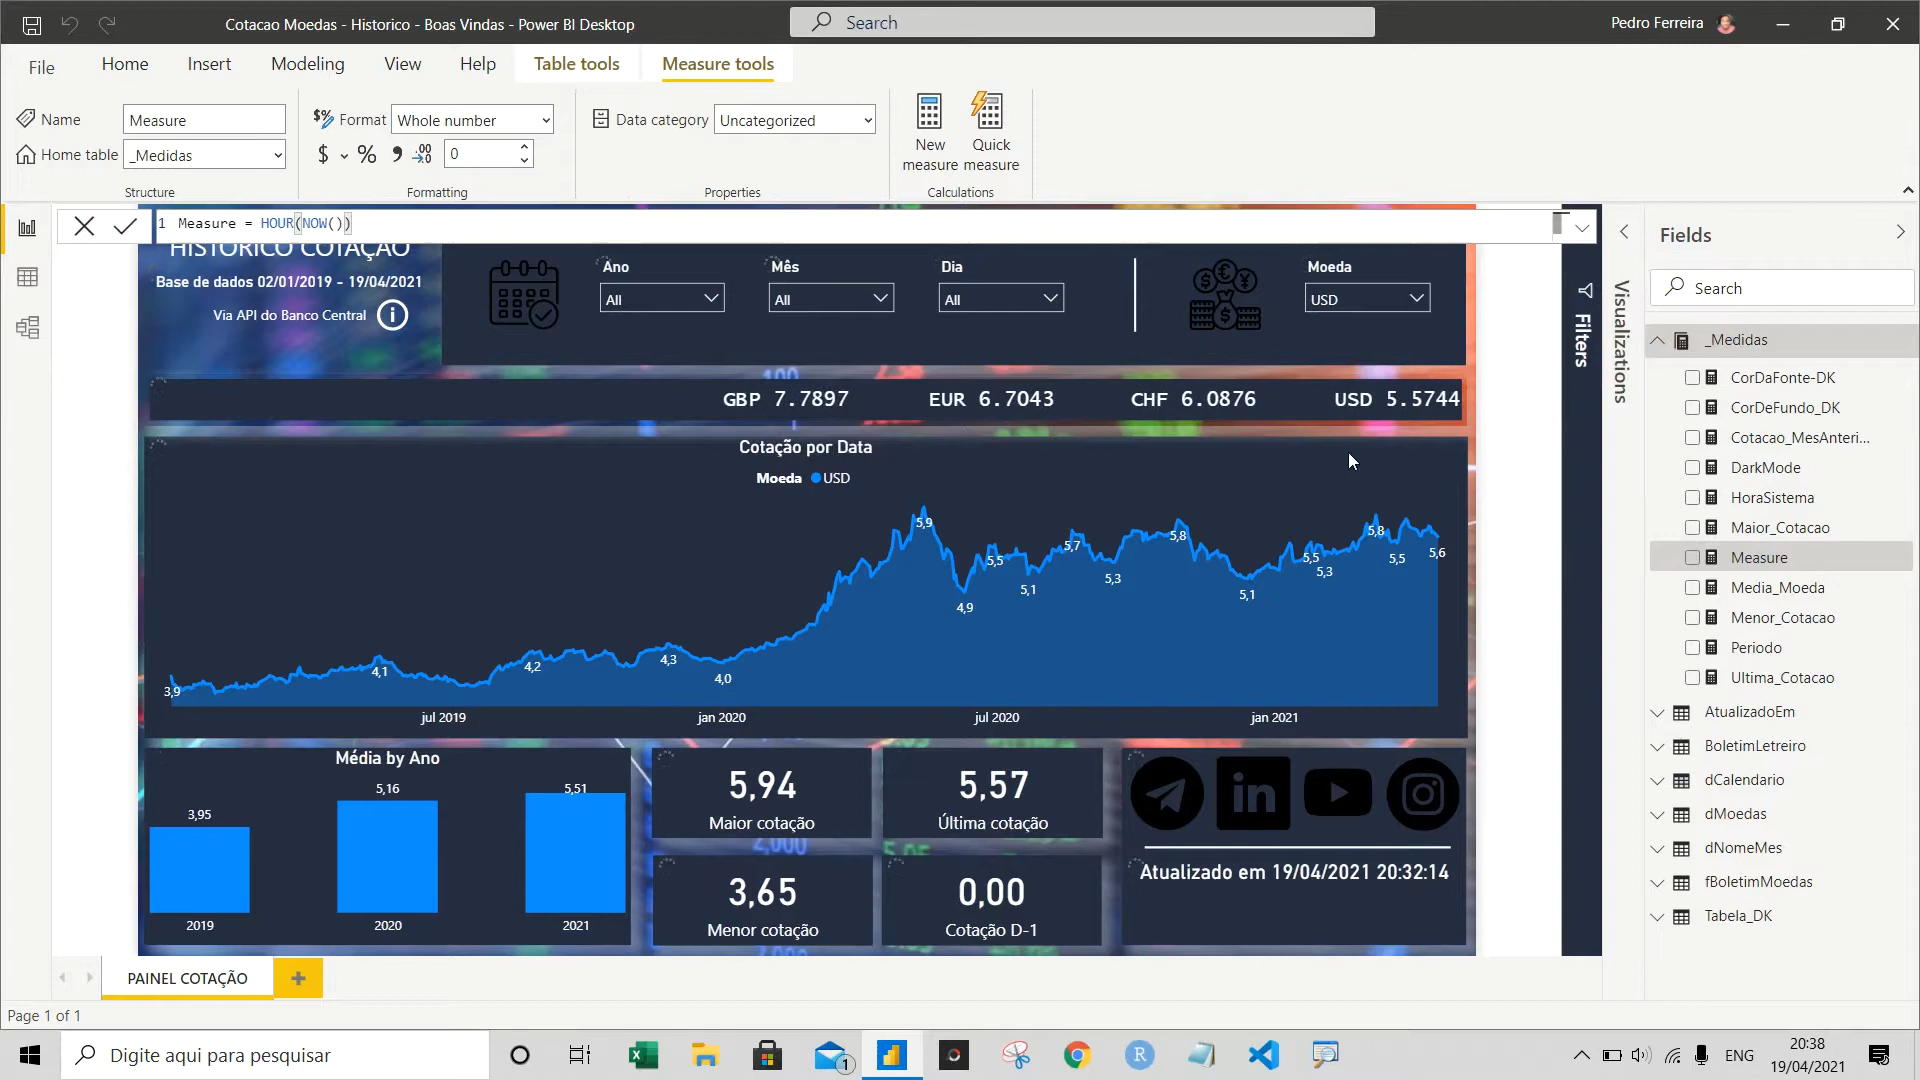 Cotacao Moedas - Historico - Boas Vindas - Power BI Desktop
Search
Pedro Ferreira
File
Home
Insert
Modeling
View
Help
Table tools
Measure tools
Name
Measure
Format
Whole number
Data category
Uncategorized
New measure
Quick measure
Home table
_Medidas
$
%
0
Structure
Formatting
Properties
Calculations
1 Measure = HOUR(NOW())
HISTÓRICO COTAÇÃO
Base de dados 02/01/2019 - 19/04/2021
Via API do Banco Central
Ano
All
Mês
All
Dia
All
Moeda
USD
GBP 7.7897
EUR 6.7043
CHF 6.0876
USD 5.5744
Cotação por Data
Moeda USD
3,9
4,1
4,2
4,3
4,0
5,9
4,9
5,5
5,1
5,7
5,3
5,8
5,1
5,5
5,3
5,8
5,5
5,6
jul 2019
jan 2020
jul 2020
jan 2021
Média by Ano
3,95
5,16
5,51
2019
2020
2021
5,94
Maior cotação
5,57
Última cotação
3,65
Menor cotação
0,00
Cotação D-1
in
Atualizado em 19/04/2021 20:32:14
Filters
Visualizations
Fields
Search
_Medidas
CorDaFonte-DK
CorDeFundo_DK
Cotacao_MesAnteri...
DarkMode
HoraSistema
Maior_Cotacao
Measure
Media_Moeda
Menor_Cotacao
Periodo
Ultima_Cotacao
AtualizadoEm
BoletimLetreiro
dCalendario
dMoedas
dNomeMes
fBoletimMoedas
Tabela_DK
PAINEL COTAÇÃO
Page 1 of 1
Digite aqui para pesquisar
1
R
ENG
20:38
19/04/2021